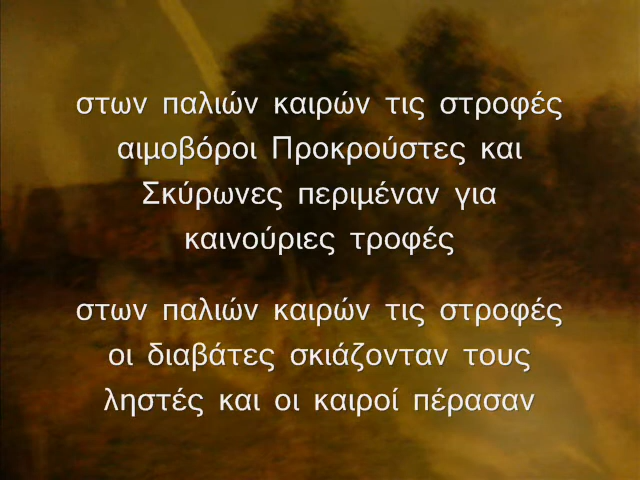 στων παλιών καιρών τις στροφές
αιμοβόροι Προκρούστες και
Σκύρωνες περιμέναν για
καινούριες τροφές
στων παλιών καιρών τις στροφές
οι διαβάτες σκιάζονταν τους
ληστές και οι καιροί πέρασαν